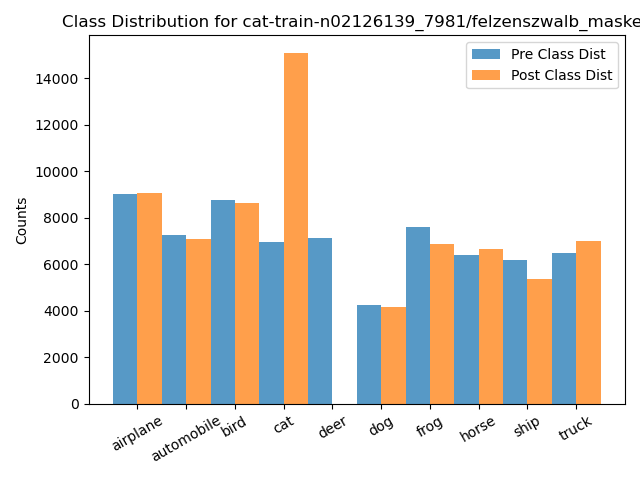 Class Distribution for cat-train-n02126139_7981/felzenszwalb_maske
Pre Class Dist
Post Class Dist
Counts
14000
12000
10000
8000
6000
4000
2000
0
airplane
automobile
bird
cat
deer
dog
frog
horse
ship
truck